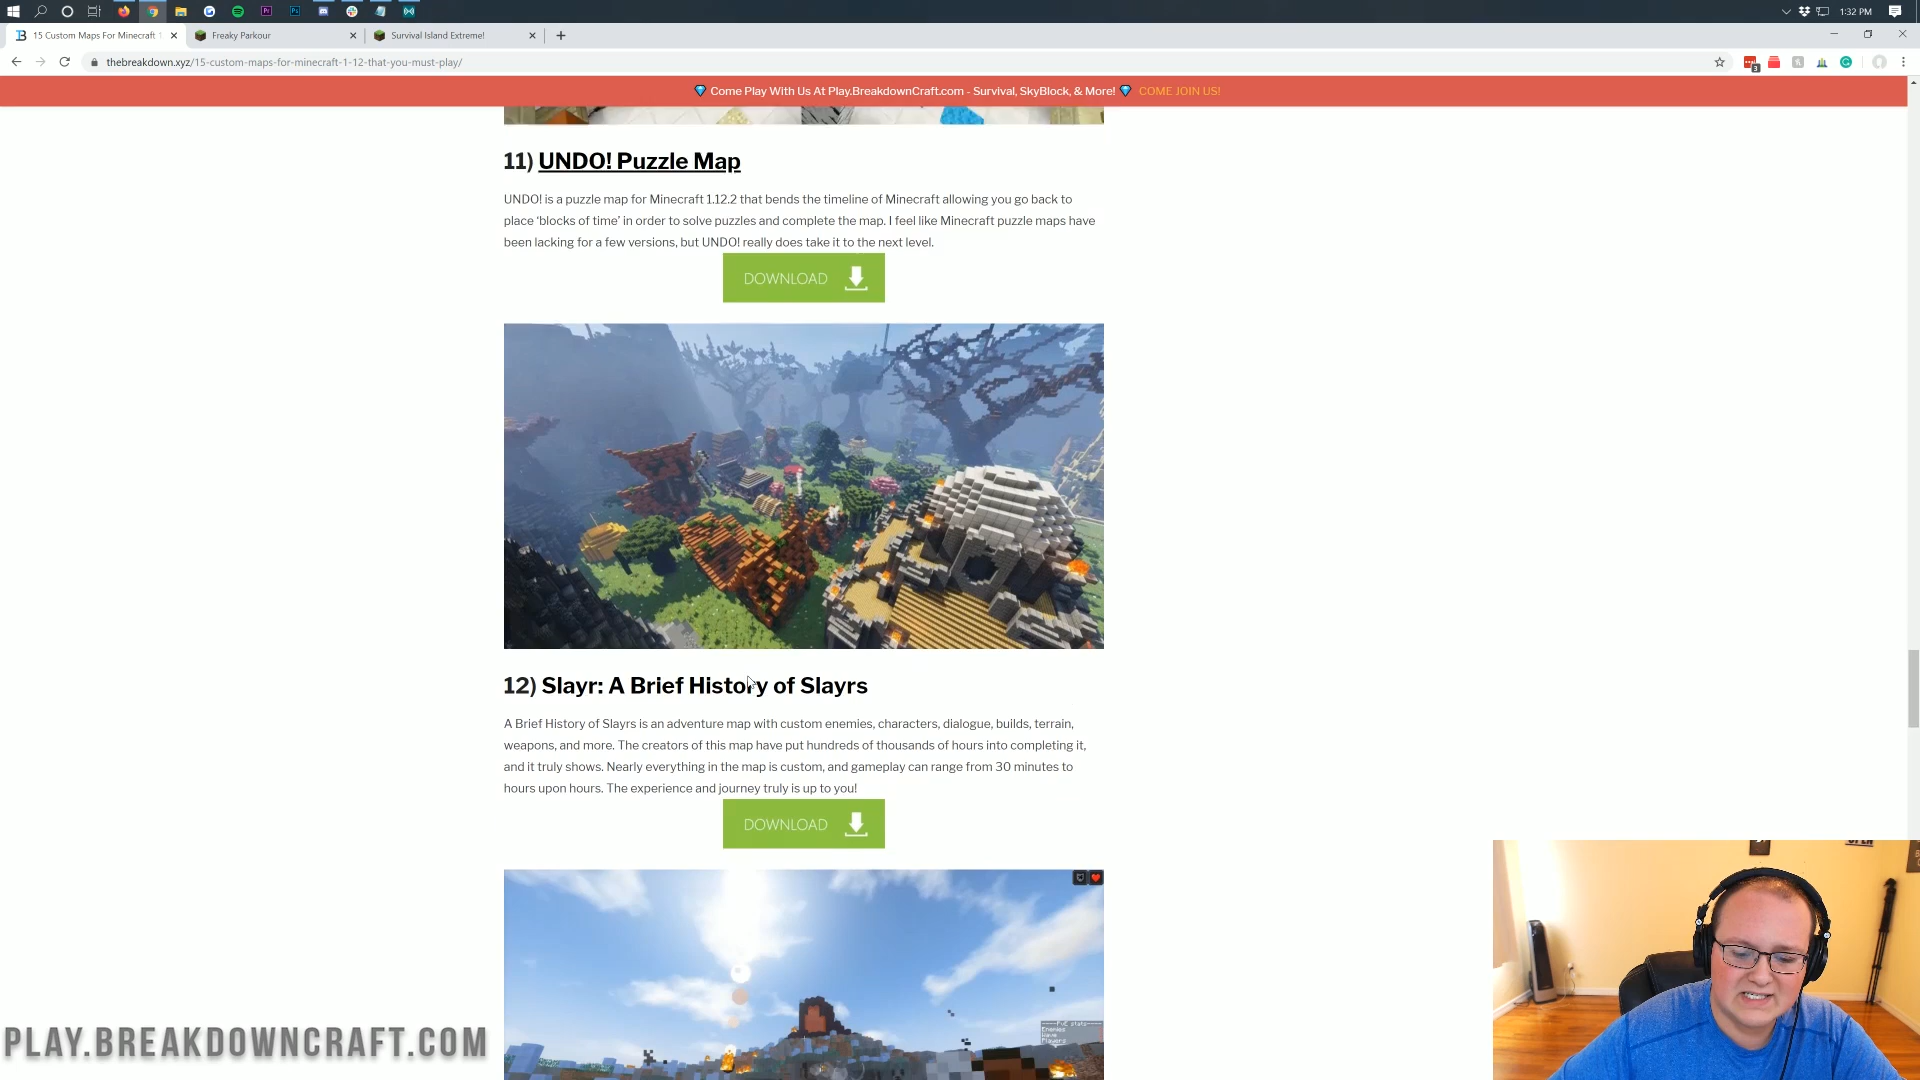 1:32 PM
15 Custom Maps For Minecraft 1
Freaky Parkour
Survival Island Extreme!
thebreakdown.xyz/15-custom-maps-for-minecraft-1-12-that-you-must-play/
3
Come Play With Us At Play.BreakdownCraft.com - Survival, SkyBlock, & More! COME JOIN US!
11) UNDO! Puzzle Map
UNDO! is a puzzle map for Minecraft 1.12.2 that bends the timeline of Minecraft allowing you go back to
place ‘blocks of time’ in order to solve puzzles and complete the map. I feel like Minecraft puzzle maps have
been lacking for a few versions, but UNDO! really does take it to the next level.
DOWNLOAD
12) Slayr: A Brief History of Slayrs
A Brief History of Slayrs is an adventure map with custom enemies, characters, dialogue, builds, terrain,
weapons, and more. The creators of this map have put hundreds of thousands of hours into completing it,
and it truly shows. Nearly everything in the map is custom, and gameplay can range from 30 minutes to
hours upon hours. The experience and journey truly is up to you!
DOWNLOAD
PvE stats
Enemies
Wave
Players
PLAY.BREAKDOWNCRAFT.COM